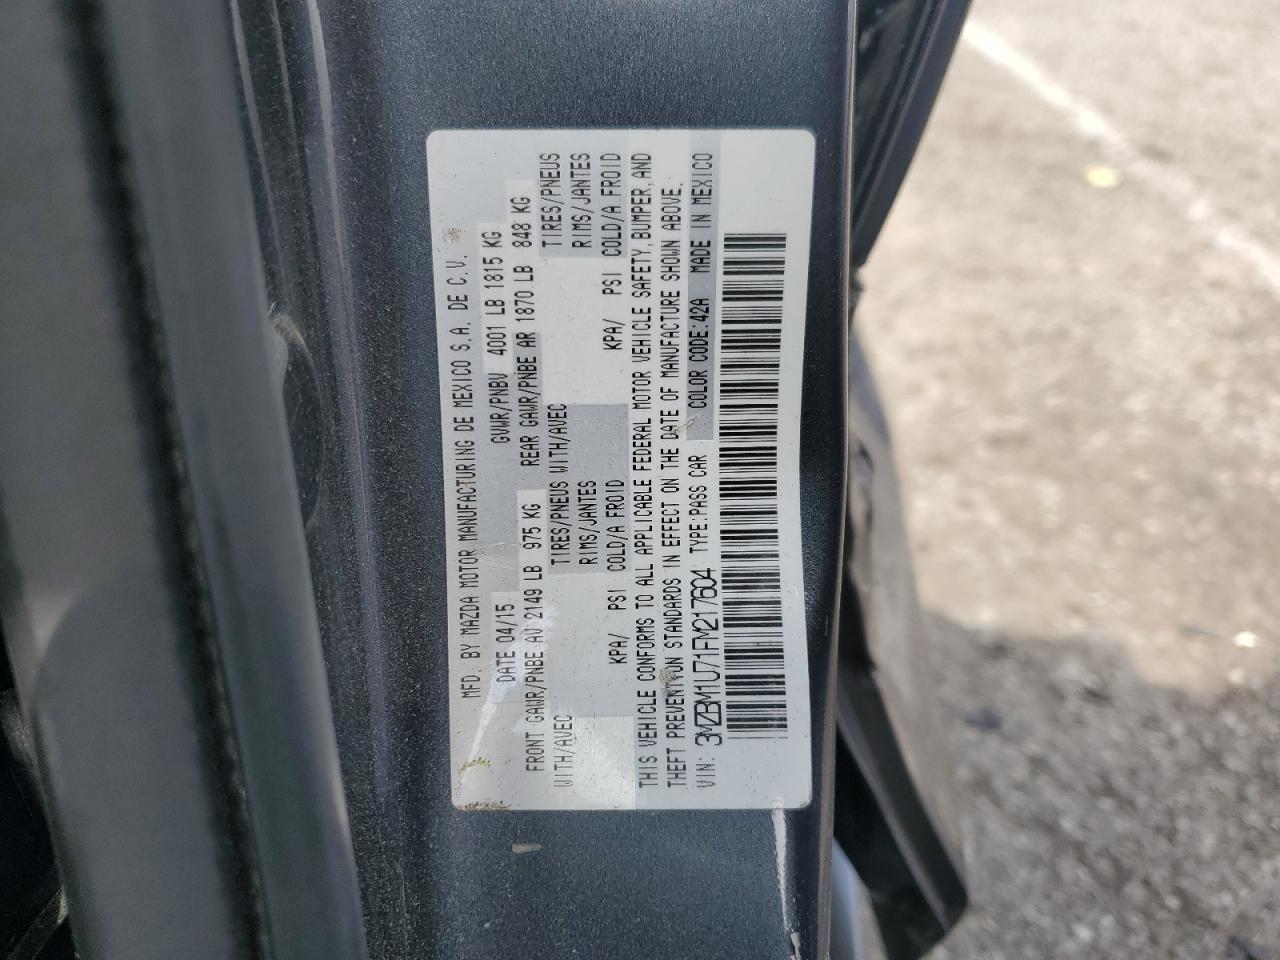 MFD. BY MAZDA MOTOR MANUFACTURING DE MEXICO S.A. DE C.V.
DATE 04/15 GVWR/PNBV 4001 LB 1815 KG
FRONT GAWR/PNBE AV 2149 LB 975 KG REAR GAWR/PNBE AR 1870 LB 848 KG
WITH/AVEC TIRES/PNEUS WITH/AVEC TIRES/PNEUS
RIMS/JANTES RIMS/JANTES
KPA/ PSI COLD/A FROID KPA/ PSI COLD/A FROID
THIS VEHICLE CONFORMS TO ALL APPLICABLE FEDERAL MOTOR VEHICLE SAFETY, BUMPER, AND
THEFT PREVENTION STANDARDS IN EFFECT ON THE DATE OF MANUFACTURE SHOWN ABOVE.
VIN: 3MZBM1U71FM217604 TYPE:PASS CAR COLOR CODE:42A MADE IN MEXICO